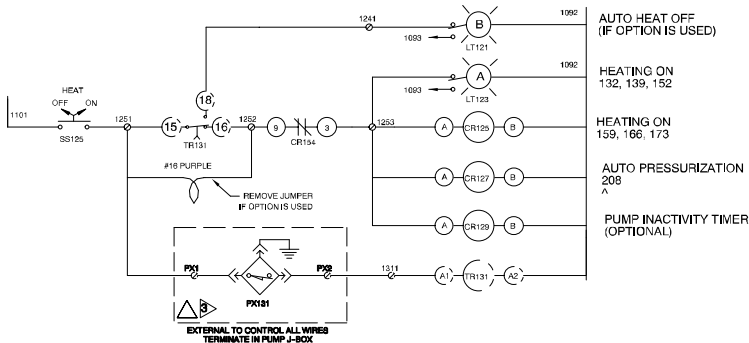 1241
1092
B
1093
LT121
AUTO HEAT OFF
(IF OPTION IS USED)
1092
A
1093
LT123
HEATING ON
132, 139, 152
HEAT
OFF ON
1101
SS125
1251
18
15
16
TR131
1252
9
CR154
3
1253
A
CR125
B
HEATING ON
159, 166, 173
#16 PURPLE
REMOVE JUMPER
IF OPTION IS USED
A
CR127
B
AUTO PRESSURIZATION
208
^
A
CR129
B
PUMP INACTIVITY TIMER
(OPTIONAL)
PX1
PX2
PX131
3
1311
A1
TR131
A2
EXTERNAL TO CONTROL ALL WIRES
TERMINATE IN PUMP J-BOX